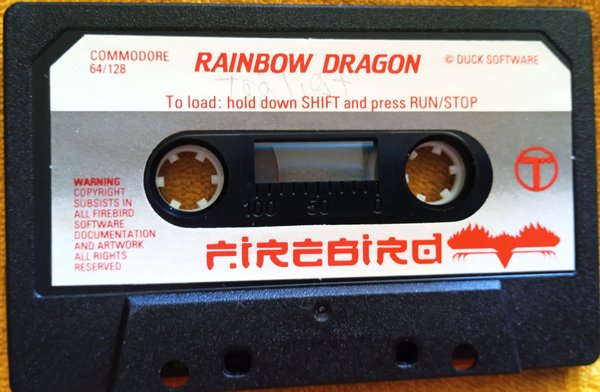 COMMODORE
64/128
RAINBOW DRAGON
© DUCK SOFTWARE
To load: hold down SHIFT and press RUN/STOP
WARNING
COPYRIGHT
SUBSISTS IN
ALL FIREBIRD
SOFTWARE
DOCUMENTATION
AND ARTWORK
ALL RIGHTS
RESERVED
100 50 0
FIREBIRD